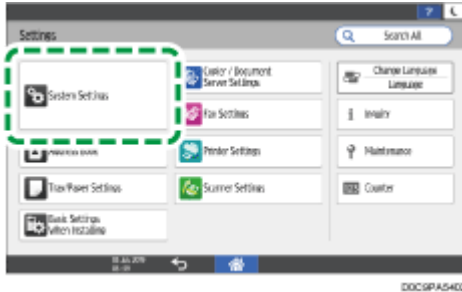 ?
Settings
Search All
System Settings
Copier / Document
Server Settings
Change Language
Language
Fax Settings
i Inquiry
Address Book
Printer Settings
Maintenance
Tray/Paper Settings
Scanner Settings
Counter
Basic Settings
When Installing